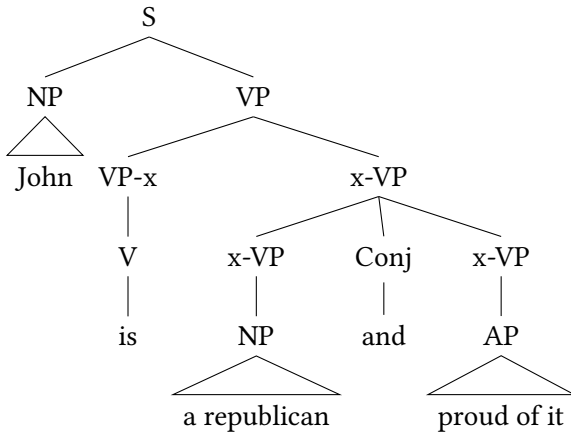 S
NP VP
John VP-x x-VP
V x-VP Conj x-VP
is NP and AP
a republican proud of it